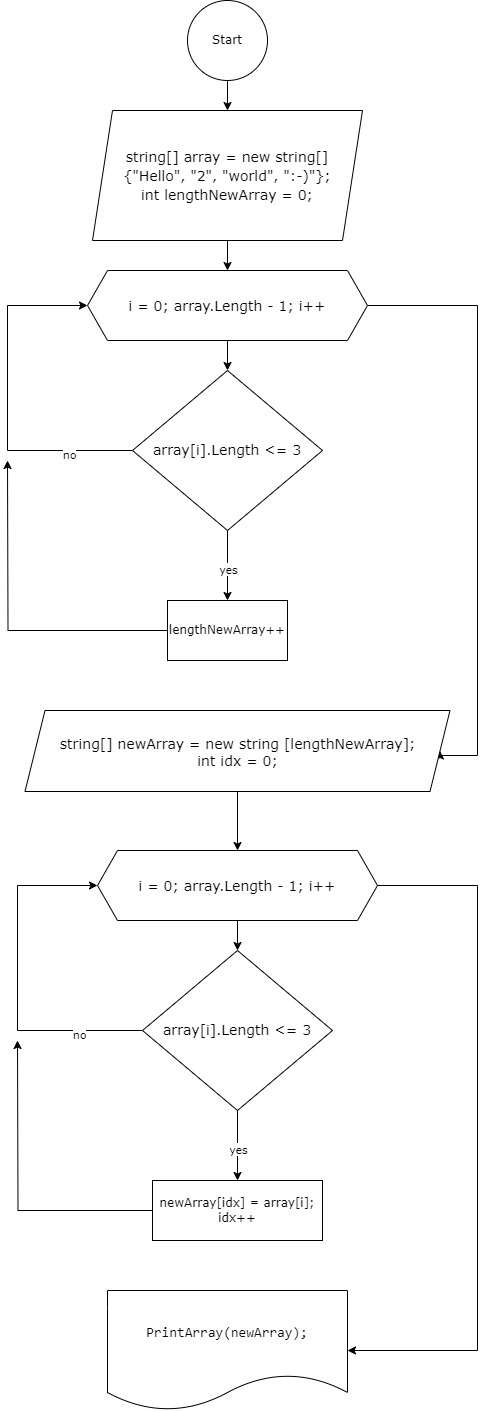 Start
string[] array = new string[]
{"Hello", "2", "world", ":-)"};
int lengthNewArray = 0;
i = 0; array.Length - 1; i++
array[i].Length <= 3
no
yes
lengthNewArray++
string[] newArray = new string [lengthNewArray];
int idx = 0;
i = 0; array.Length - 1; i++
array[i].Length <= 3
no
yes
newArray[idx] = array[i];
idx++
PrintArray(newArray);